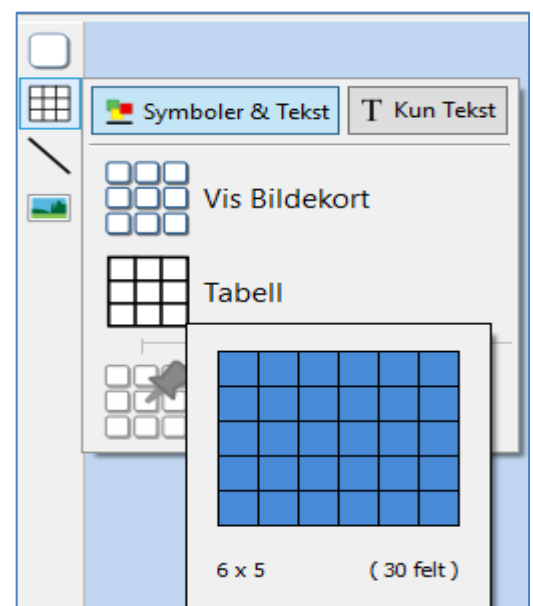 Symboler & Tekst
T Kun Tekst
Vis Bildekort
Tabell
6 x 5 ( 30 felt )